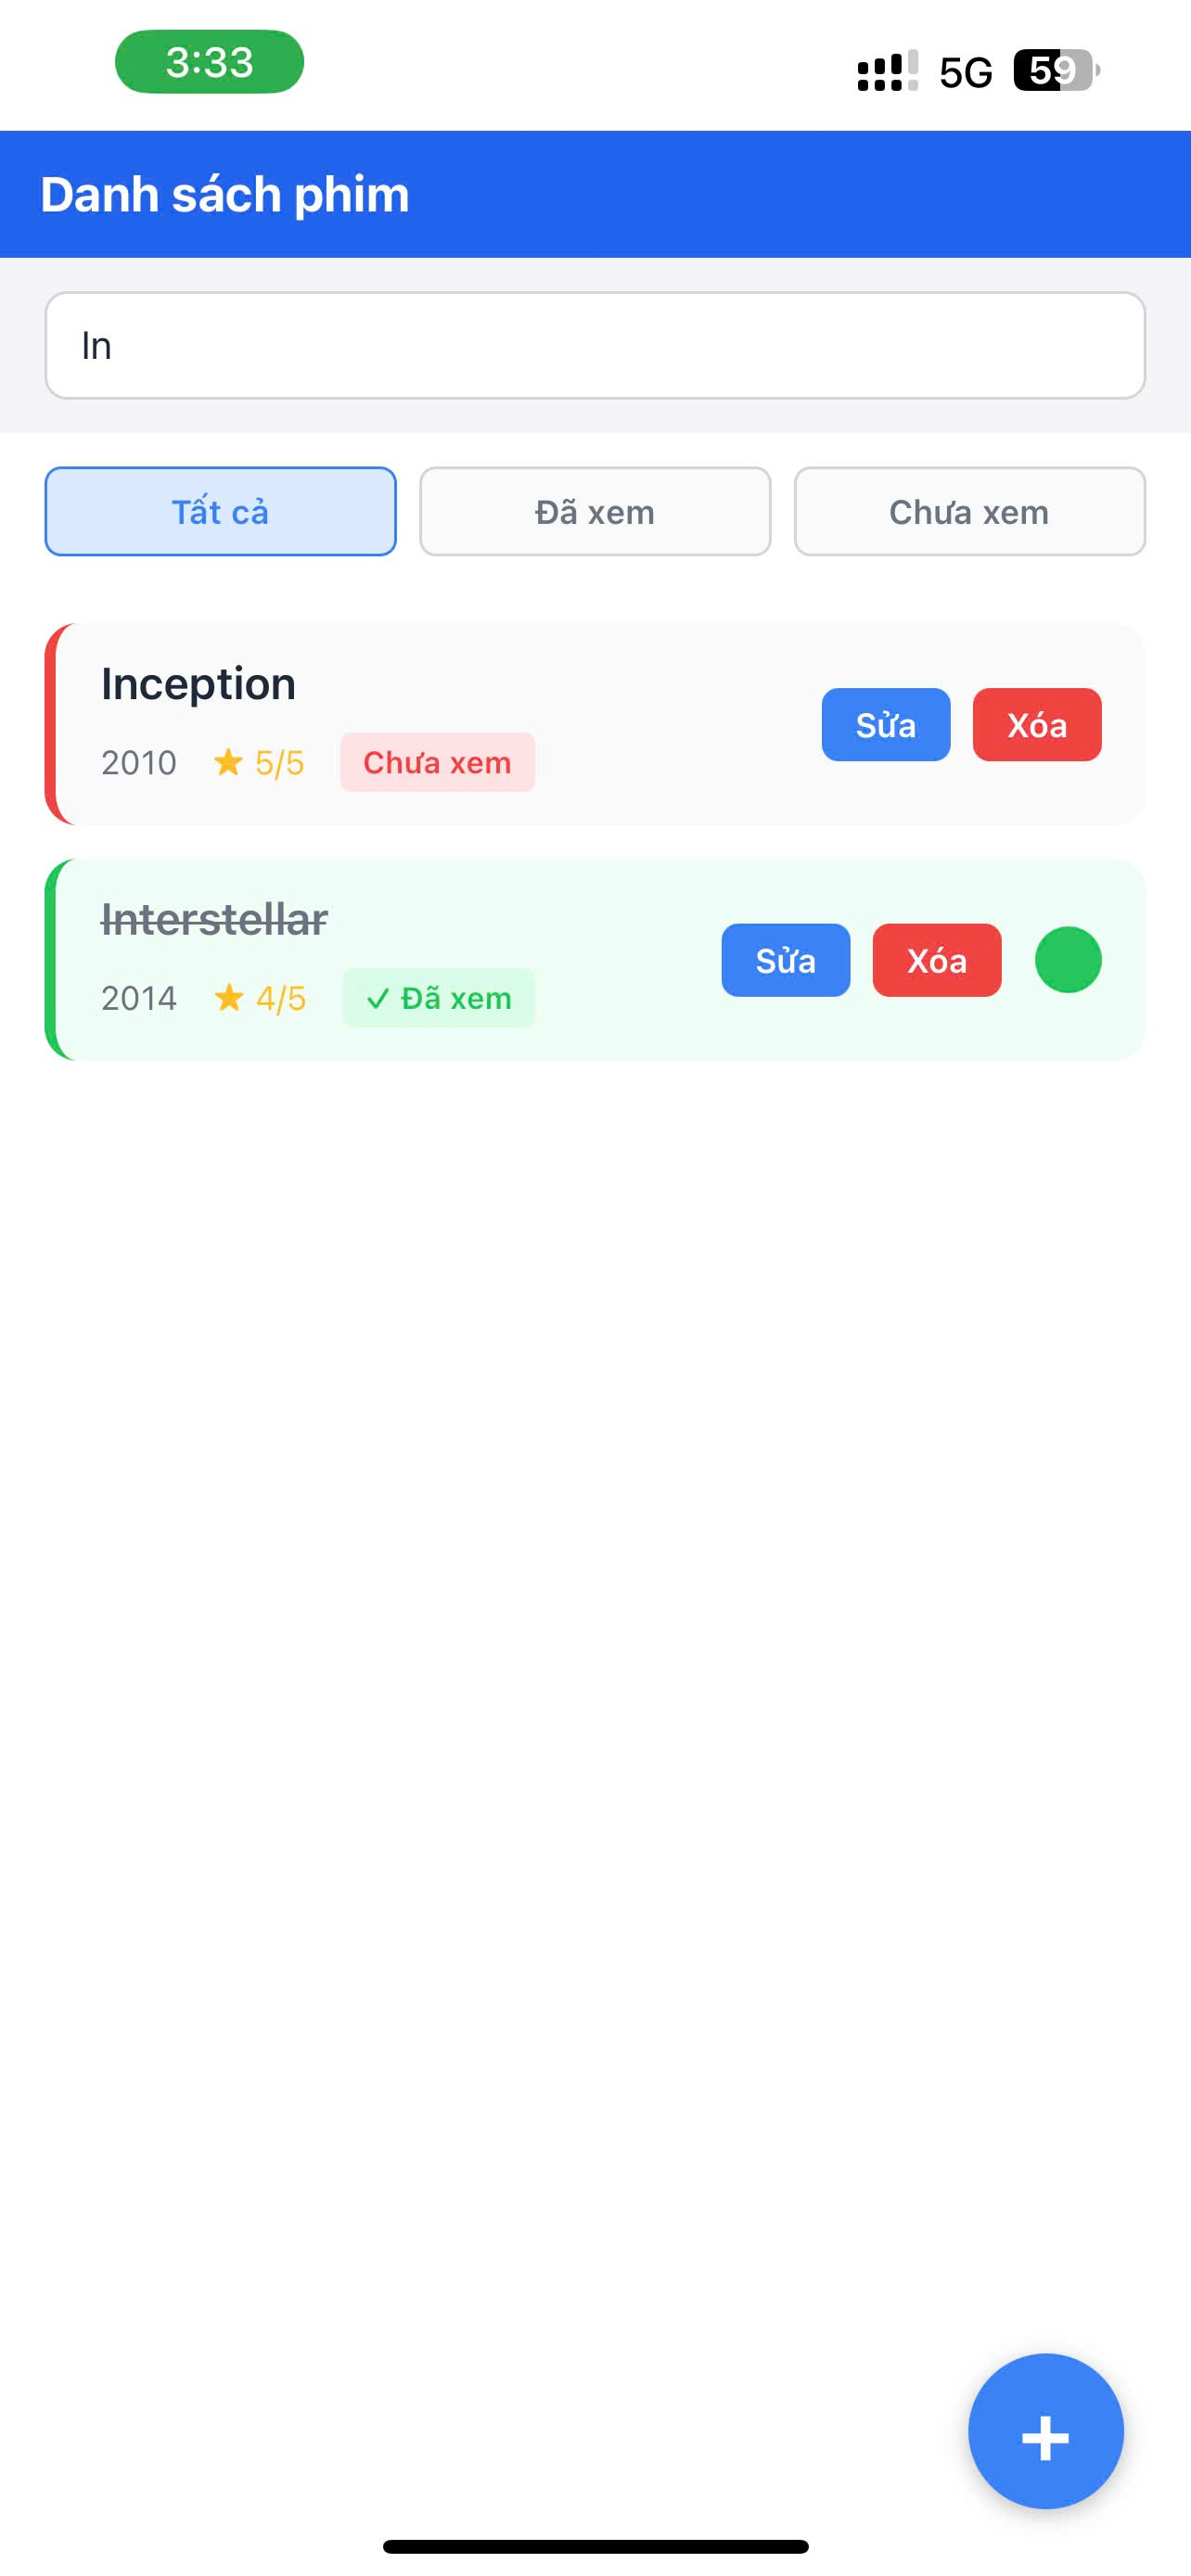 3:33 5G 59
Danh sách phim
In
Tất cả Đã xem Chưa xem
Inception
2010 ★ 5/5 Chưa xem Sửa Xóa
Interstellar
2014 ★ 4/5 ✓ Đã xem Sửa Xóa
+